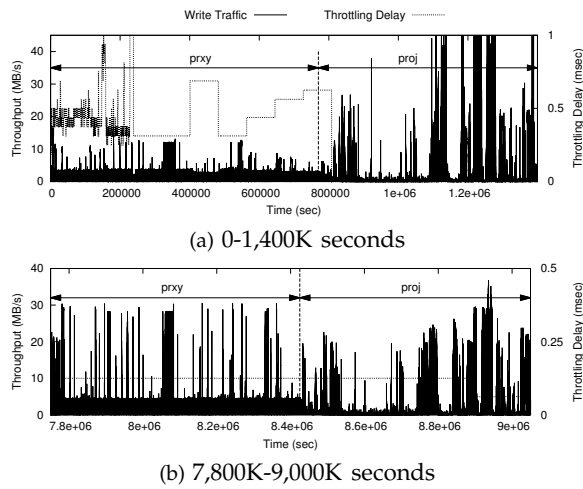 Write Traffic Throttling Delay
prxy proj
Throughput (MB/s)
40
30
20
10
0
1
0.5
0
Throttling Delay (msec)
0 200000 400000 600000 800000 1e+06 1.2e+06
Time (sec)
(a) 0-1,400K seconds
prxy proj
Throughput (MB/s)
40
30
20
10
0
0.5
0.25
0
Throttling Delay (msec)
7.8e+06 8e+06 8.2e+06 8.4e+06 8.6e+06 8.8e+06 9e+06
Time (sec)
(b) 7,800K-9,000K seconds